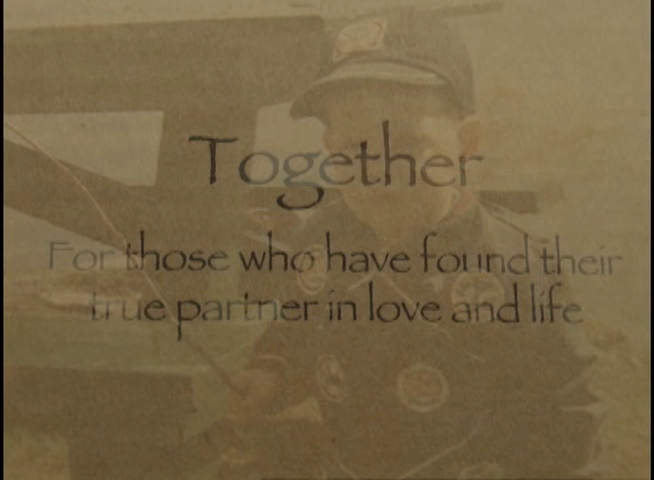 Together
For those who have found their
true partner in love and life